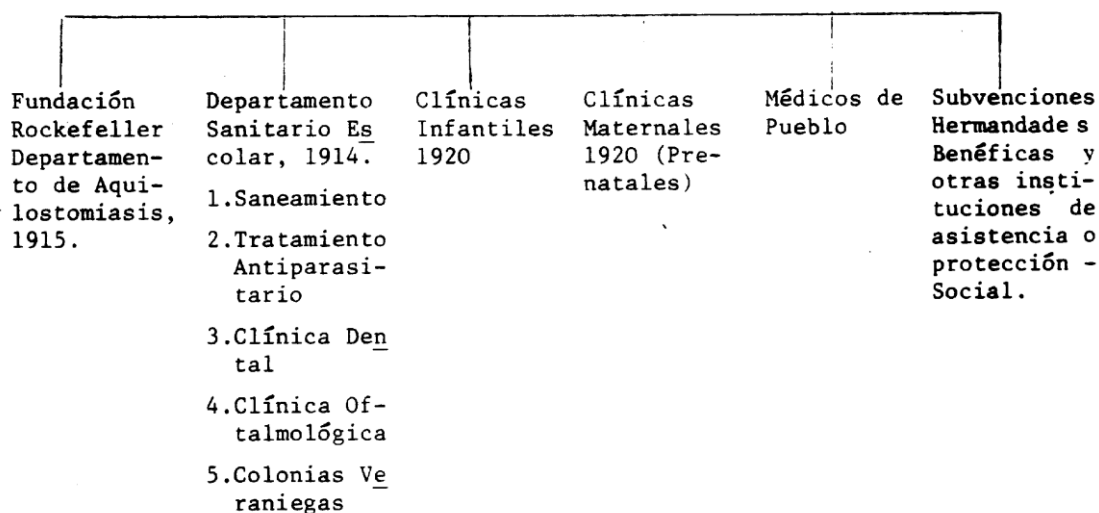 Fundación
Rockefeller
Departamen-
to de Aqui-
lostomiasis,
1915.
Departamento
Sanitario Es
colar, 1914.
1.Saneamiento
2.Tratamiento
Antiparasi-
tario
3.Clínica Den
tal
4.Clínica Of-
talmológica
5.Colonias Ve
raniegas
Clínicas
Infantiles
1920
Clínicas
Maternales
1920 (Pre-
natales)
Médicos de
Pueblo
Subvenciones
Hermandades
Benéficas y
otras insti-
tuciones de
asistencia o
protección -
Social.